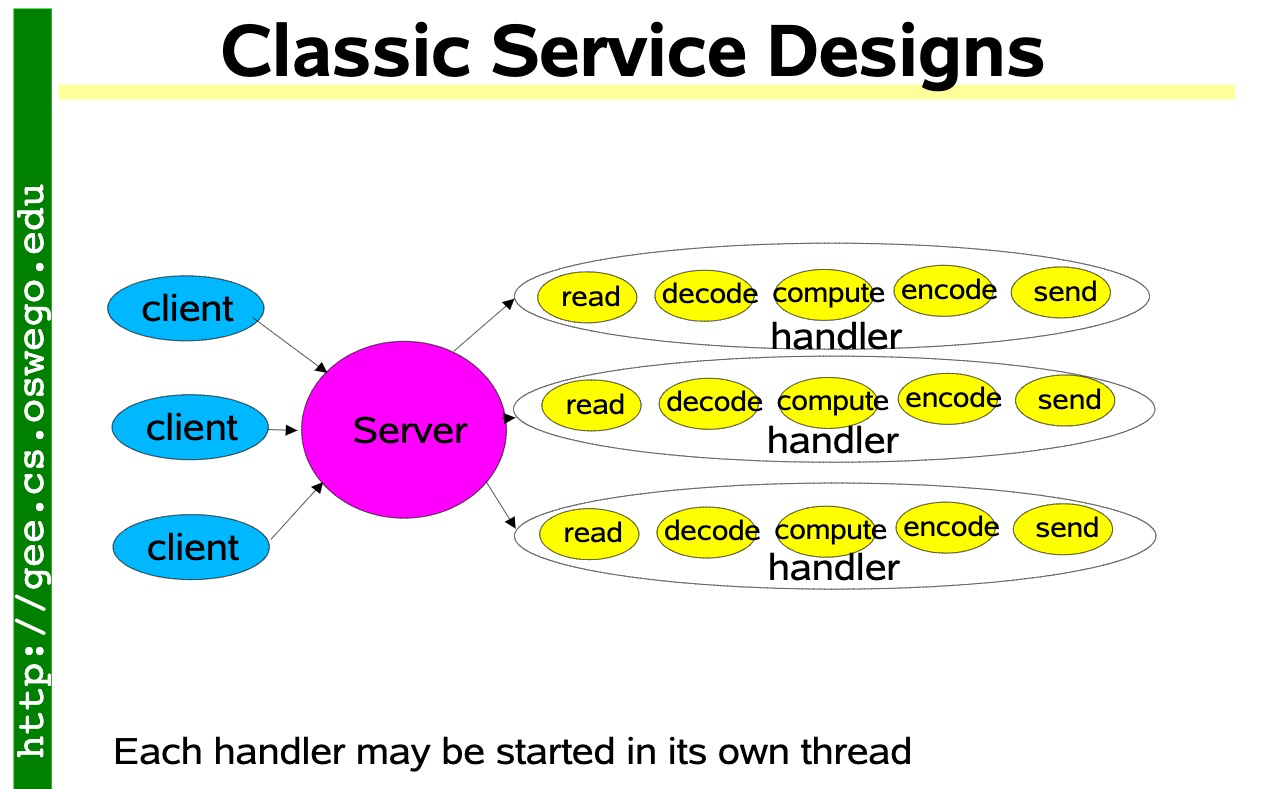 Classic Service Designs
http://gee.cs.oswego.edu
client
client
client
Server
read decode compute encode send
handler
read decode compute encode send
handler
read decode compute encode send
handler
Each handler may be started in its own thread